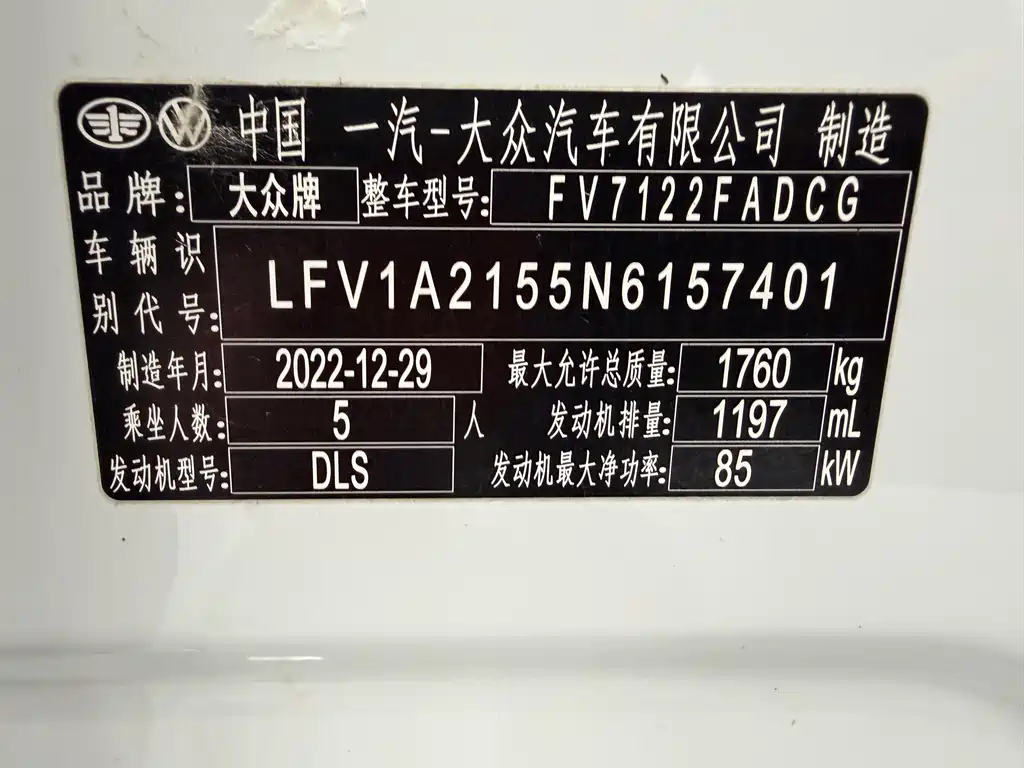 中国 一汽-大众汽车有限公司 制造
品牌: 大众牌 整车型号: FV7122FADCG
车辆识
别代号: LFV1A2155N6157401
制造年月: 2022-12-29 最大允许总质量: 1760 kg
乘坐人数: 5 人 发动机排量: 1197 mL
发动机型号: DLS 发动机最大净功率: 85 kW